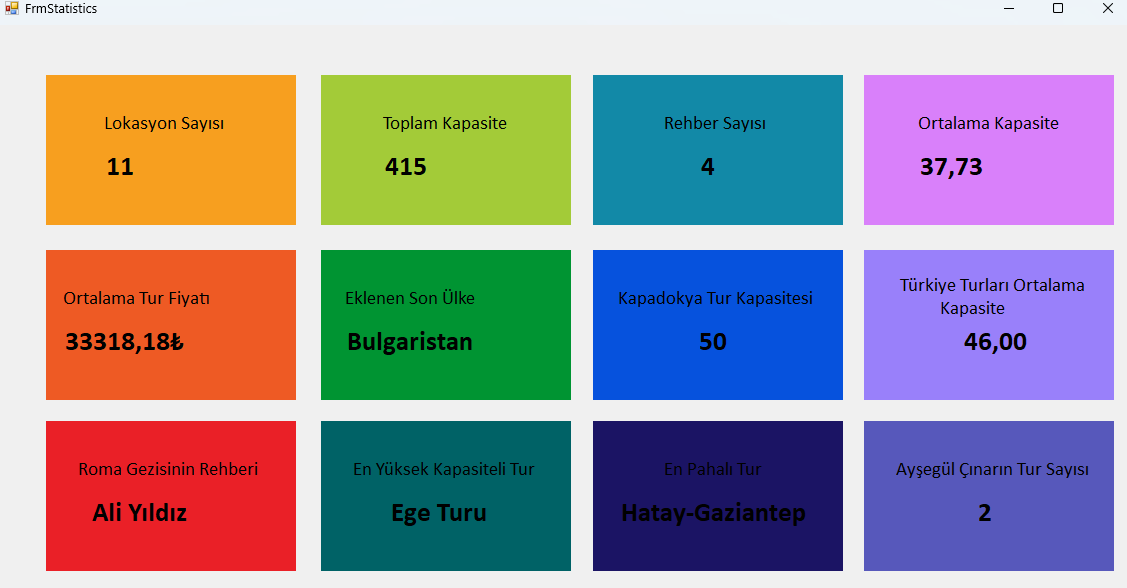 FrmStatistics
Lokasyon Sayısı
11
Toplam Kapasite
415
Rehber Sayısı
4
Ortalama Kapasite
37,73
Ortalama Tur Fiyatı
33318,18₺
Eklenen Son Ülke
Bulgaristan
Kapadokya Tur Kapasitesi
50
Türkiye Turları Ortalama
Kapasite
46,00
Roma Gezisinin Rehberi
Ali Yıldız
En Yüksek Kapasiteli Tur
Ege Turu
En Pahalı Tur
Hatay-Gaziantep
Ayşegül Çınarın Tur Sayısı
2